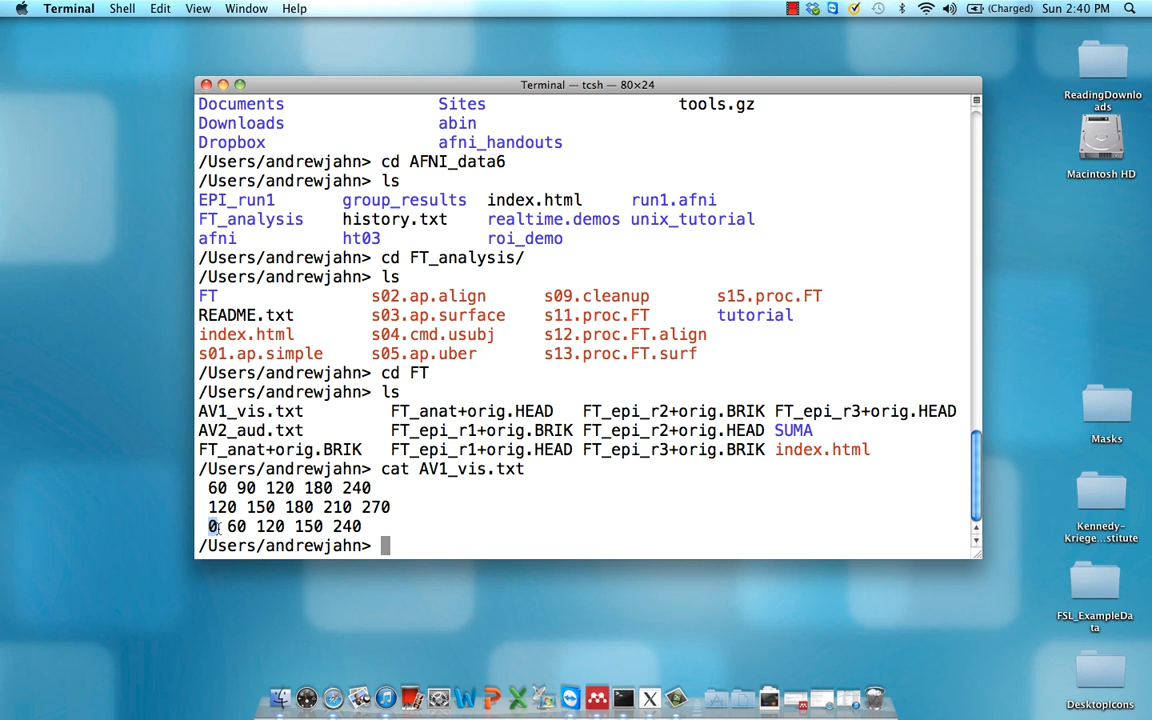 Terminal Shell Edit View Window Help (Charged) Sun 2:40 PM
Terminal — tcsh — 80×24
Documents Sites tools.gz
Downloads abin
Dropbox afni_handouts
/Users/andrewjahn> cd AFNI_data6
/Users/andrewjahn> ls
EPI_run1 group_results index.html run1.afni
FT_analysis history.txt realtime.demos unix_tutorial
afni ht03 roi_demo
/Users/andrewjahn> cd FT_analysis/
/Users/andrewjahn> ls
FT s02.ap.align s09.cleanup s15.proc.FT
README.txt s03.ap.surface s11.proc.FT tutorial
index.html s04.cmd.usubj s12.proc.FT.align
s01.ap.simple s05.ap.uber s13.proc.FT.surf
/Users/andrewjahn> cd FT
/Users/andrewjahn> ls
AV1_vis.txt FT_anat+orig.HEAD FT_epi_r2+orig.BRIK FT_epi_r3+orig.HEAD
AV2_aud.txt FT_epi_r1+orig.BRIK FT_epi_r2+orig.HEAD SUMA
FT_anat+orig.BRIK FT_epi_r1+orig.HEAD FT_epi_r3+orig.BRIK index.html
/Users/andrewjahn> cat AV1_vis.txt
60 90 120 180 240
120 150 180 210 270
0 60 120 150 240
/Users/andrewjahn>
ReadingDownlo
ads
Macintosh HD
Masks
Kennedy-
Kriege...stitute
FSL_ExampleDa
ta
DesktopIcons